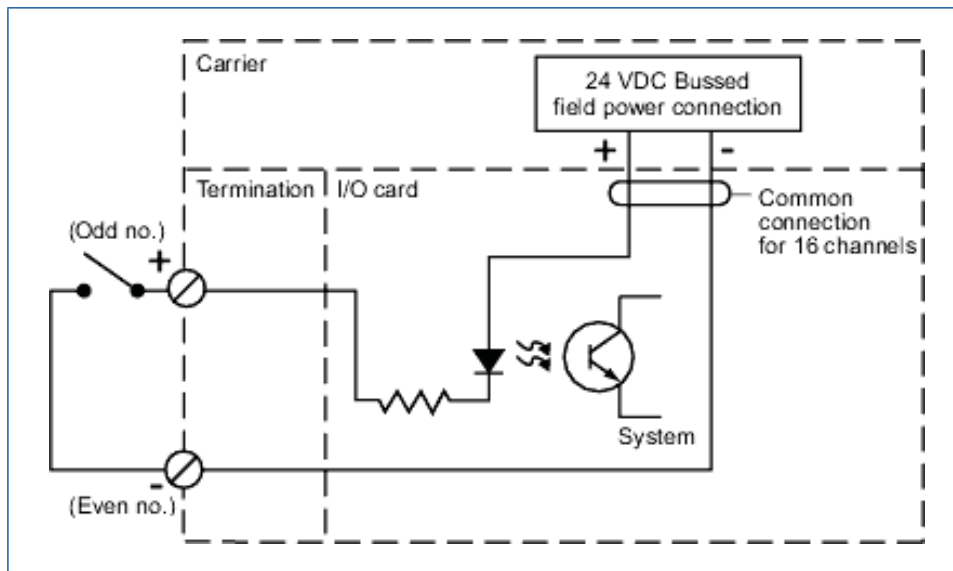 Carrier
24 VDC Bussed
field power connection
+
-
Termination
I/O card
Common
connection
for 16 channels
(Odd no.)
+
System
-
(Even no.)